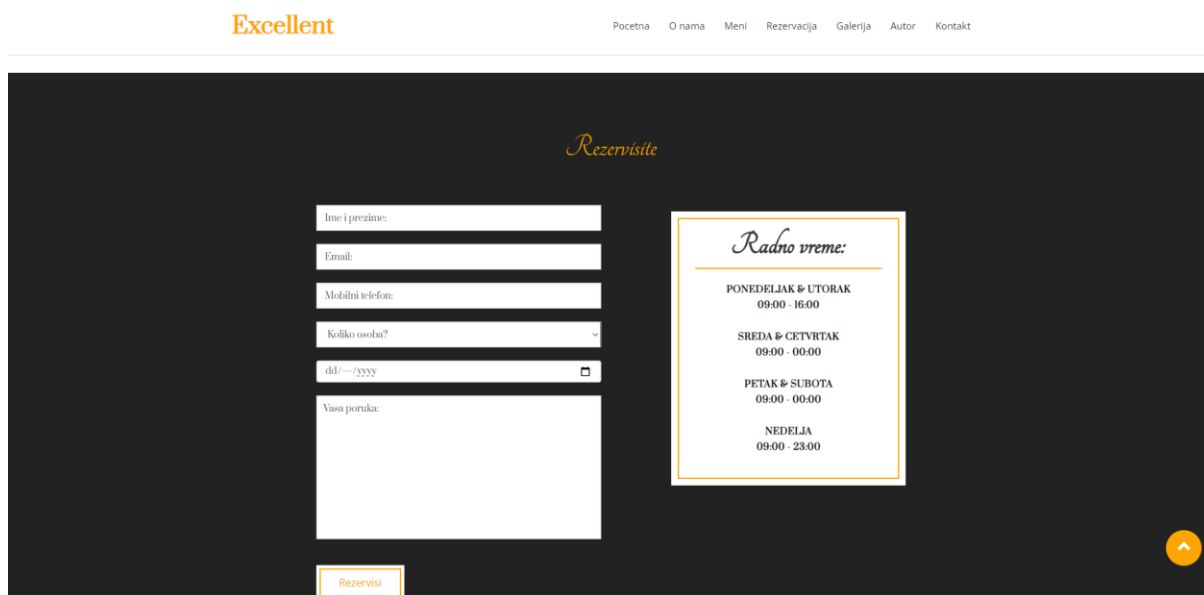 Excellent
Pocetna O nama Meni Rezervacija Galerija Autor Kontakt
Rezervisite
Ime i prezime:
Email:
Mobilni telefon:
Koliko osoba?
dd/---/yyyy
Vasa poruka:
Rezervisi
Radno vreme:
PONEDELJAK & UTORAK
09:00 - 16:00
SREDA & CETVRTAK
09:00 - 00:00
PETAK & SUBOTA
09:00 - 00:00
NEDELJA
09:00 - 23:00